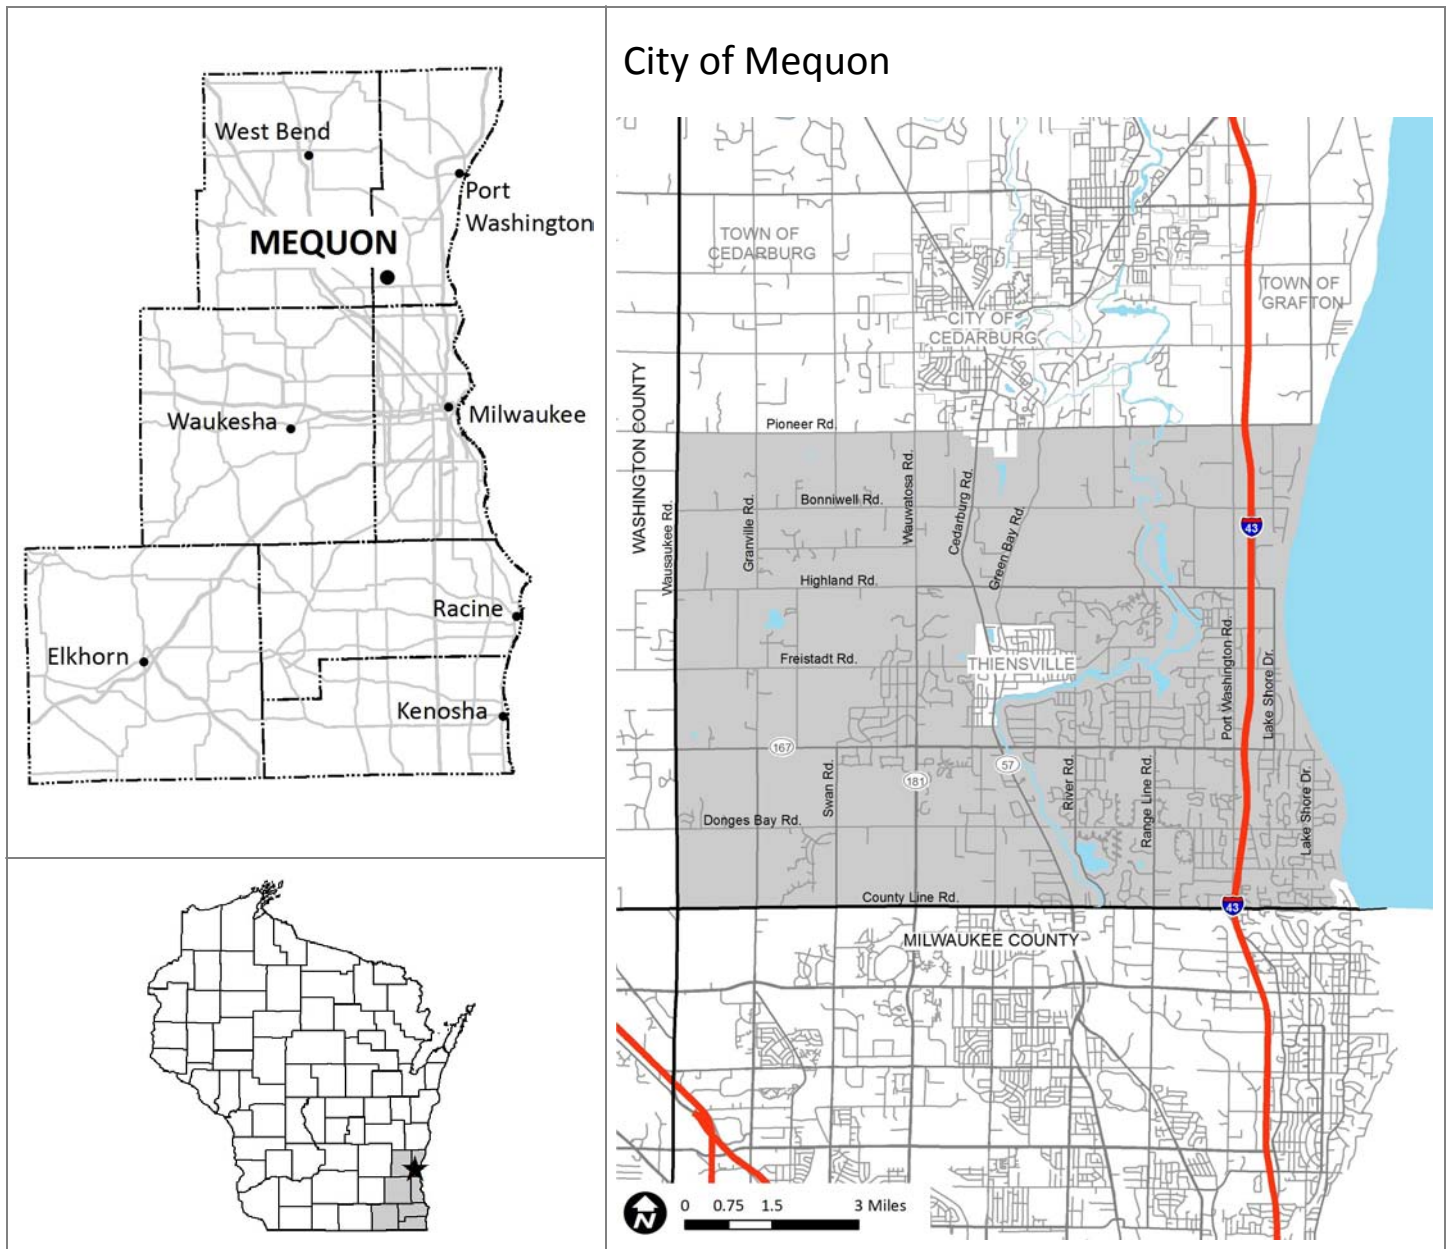 City of Mequon
West Bend
Port
Washington
MEQUON
Waukesha
Milwaukee
Racine
Elkhorn
Kenosha
TOWN OF
CEDARBURG
TOWN OF
GRAFTON
CITY OF
CEDARBURG
WASHINGTON COUNTY
Pioneer Rd.
Wausaukee Rd.
Granville Rd.
Bonniwell Rd.
Wauwatosa Rd.
Cedarburg Rd.
Green Bay Rd.
43
Highland Rd.
THIENSVILLE
Freistadt Rd.
Port Washington Rd.
Lake Shore Dr.
167
181
57
Swan Rd.
River Rd.
Range Line Rd.
Lake Shore Dr.
Donges Bay Rd.
County Line Rd.
43
MILWAUKEE COUNTY
N
0 0.75 1.5 3 Miles